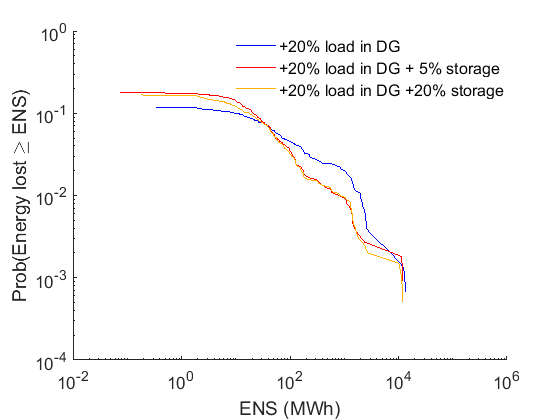 10^0
10^-1
10^-2
10^-3
10^-4
Prob(Energy lost ≥ ENS)
+20% load in DG
+20% load in DG + 5% storage
+20% load in DG +20% storage
10^-2
10^0
10^2
10^4
10^6
ENS (MWh)